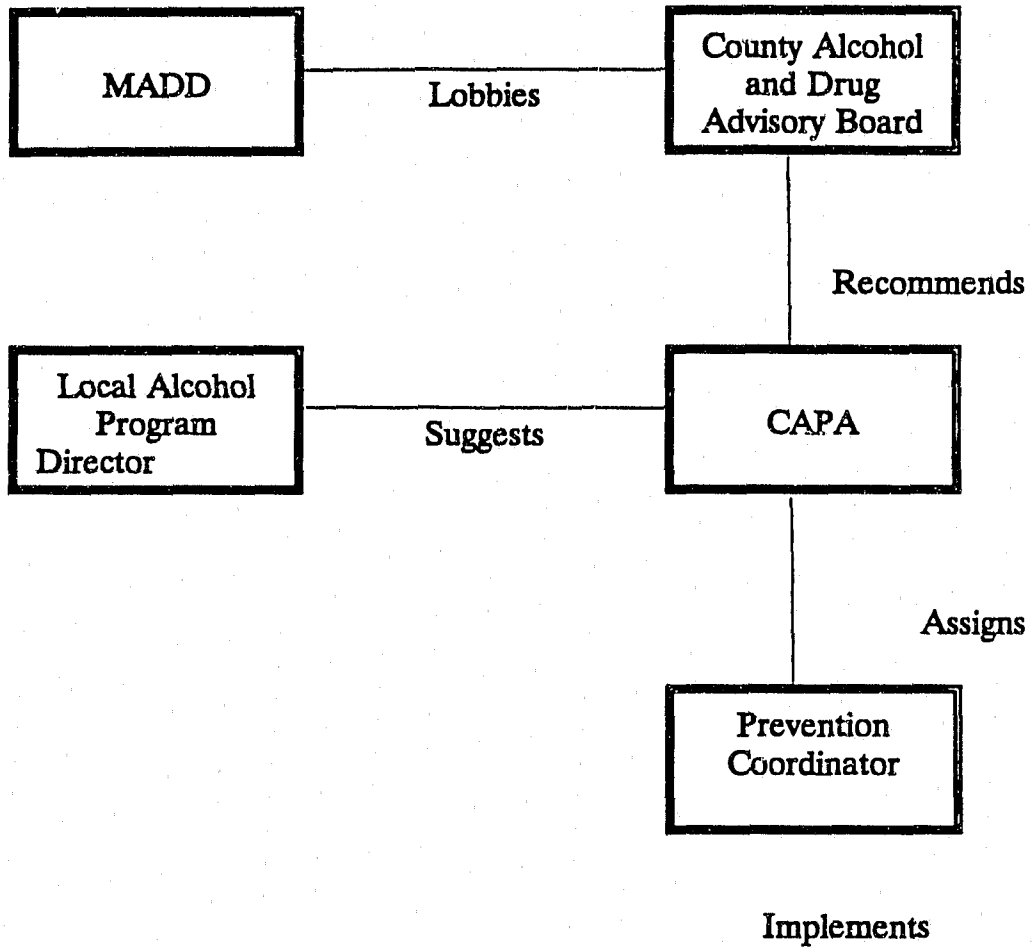 MADD
Lobbies
County Alcohol
and Drug
Advisory Board
Recommends
Local Alcohol
Program
Director
Suggests
CAPA
Assigns
Prevention
Coordinator
Implements